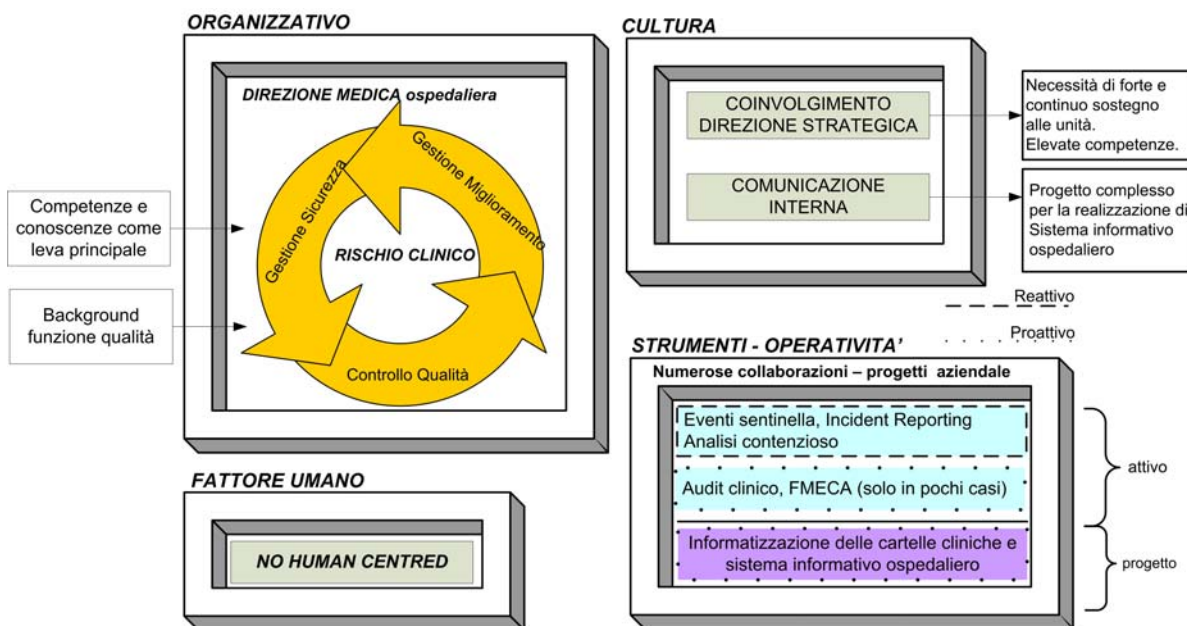 ORGANIZZATIVO
DIREZIONE MEDICA ospedaliera
Gestione Sicurezza
Gestione Miglioramento
RISCHIO CLINICO
Controllo Qualità
Competenze e
conoscenze come
leva principale
Background
funzione qualità
CULTURA
COINVOLGIMENTO
DIREZIONE STRATEGICA
COMUNICAZIONE
INTERNA
Necessità di forte e
continuo sostegno
alle unità.
Elevate competenze.
Progetto complesso
per la realizzazione di
Sistema informativo
ospedaliero
Reattivo
Proattivo
FATTORE UMANO
NO HUMAN CENTRED
STRUMENTI - OPERATIVITA’
Numerose collaborazioni – progetti aziendale
Eventi sentinella, Incident Reporting
Analisi contenzioso
Audit clinico, FMECA (solo in pochi casi)
Informatizzazione delle cartelle cliniche e
sistema informativo ospedaliero
attivo
progetto